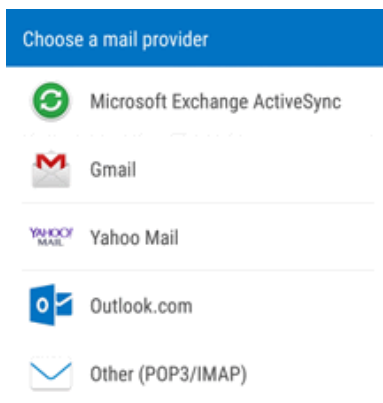 Choose a mail provider
Microsoft Exchange ActiveSync
Gmail
YAHOO!
MAIL
Yahoo Mail
Outlook.com
Other (POP3/IMAP)